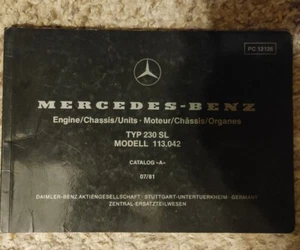 PC 12135
MERCEDES-BENZ
Engine/Chassis/Units - Moteur/Châssis/Organes
TYP 230 SL
MODELL 113.042
CATALOG «A»
07/81
DAIMLER-BENZ AKTIENGESELLSCHAFT · STUTTGART-UNTERTUERKHEIM · GERMANY
ZENTRAL-ERSATZTEILWESEN